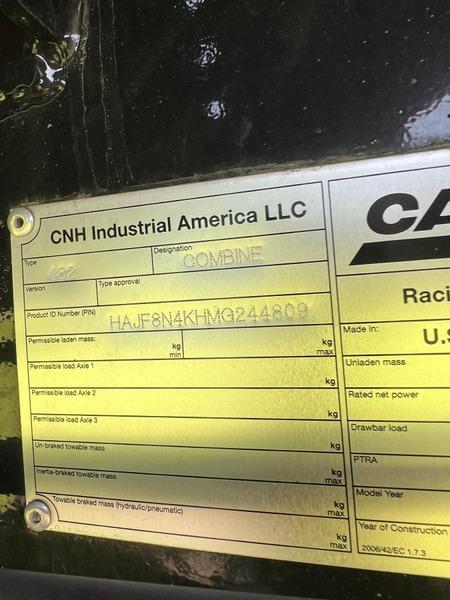 CNH Industrial America LLC
CA
Type 482 Designation COMBINE
Version Type approval
Product ID Number (PIN) HAJF8N4KHMG244809
Permissible laden mass: kg min kg max
Permissible load Axle 1 kg
Permissible load Axle 2 kg
Permissible load Axle 3 kg
Un-braked towable mass kg
Inertia-braked towable mass kg max
Towable braked mass (hydraulic/pneumatic) kg max
kg max
Raci
Made in: U.S
Unladen mass
Rated net power
Drawbar load
PTRA
Model Year
Year of Construction
2006/42/EC 1.7.3